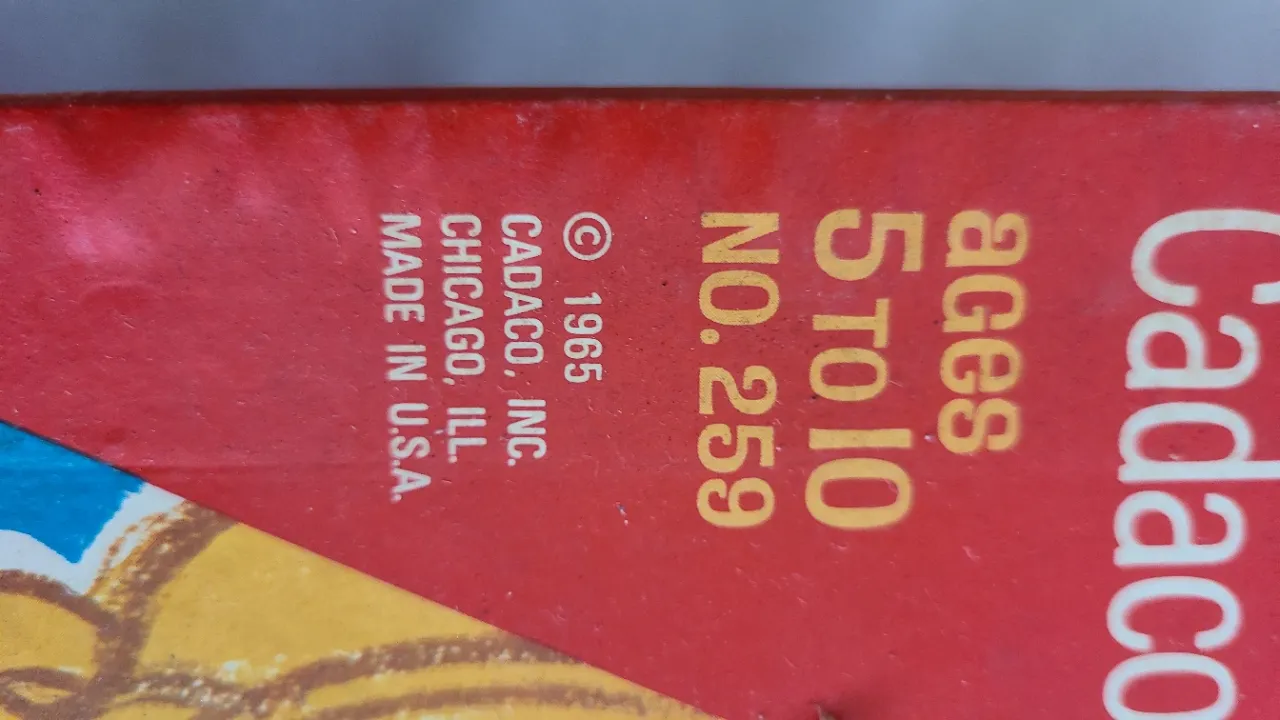 Cadaco
ages
5 TO 10
NO. 259
© 1965
CADACO, INC.
CHICAGO, ILL.
MADE IN U.S.A.